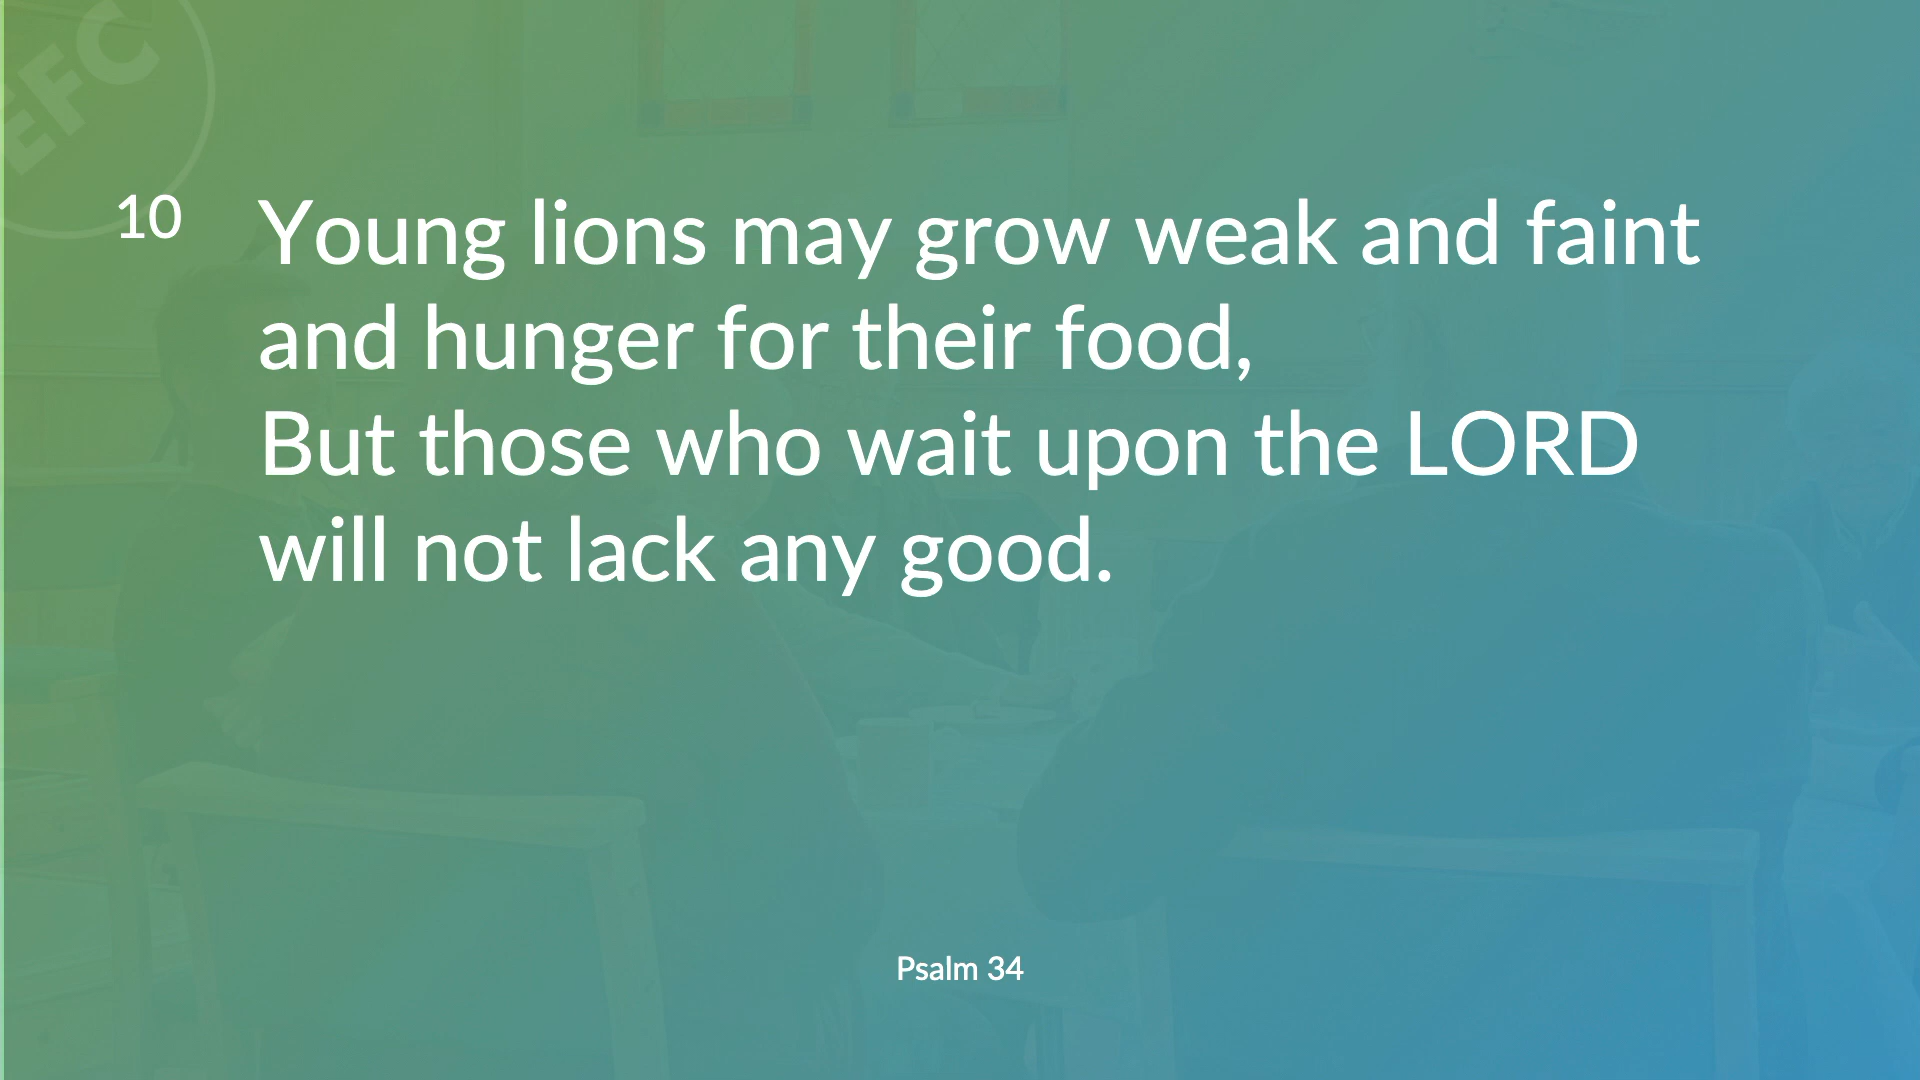 EFC
10 Young lions may grow weak and faint
and hunger for their food,
But those who wait upon the LORD
will not lack any good.
Psalm 34